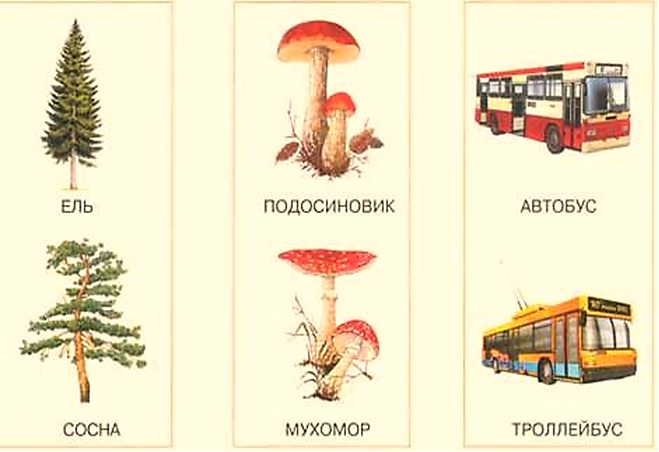 ЕЛЬ
ПОДОСИНОВИК
АВТОБУС
СОСНА
МУХОМОР
ТРОЛЛЕЙБУС